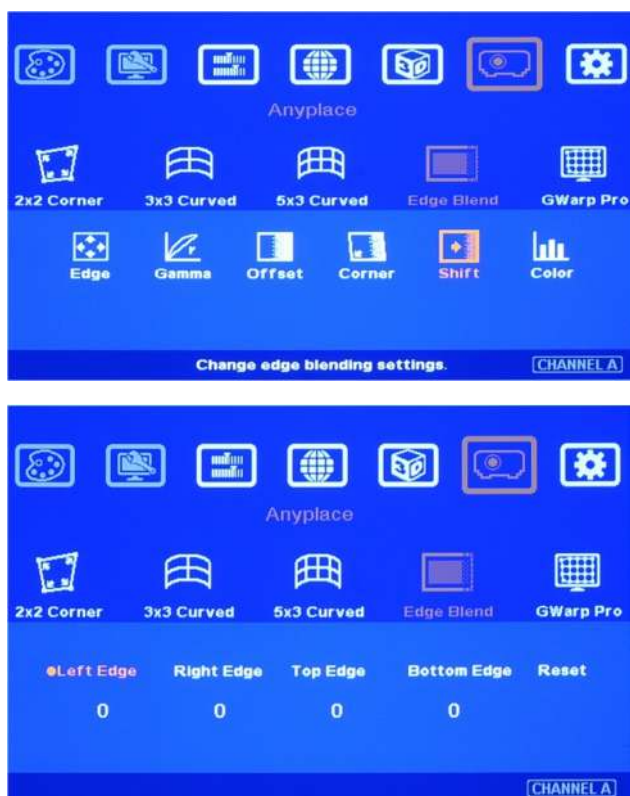 3D
Anyplace
2x2 Corner 3x3 Curved 5x3 Curved Edge Blend GWarp Pro
Edge Gamma Offset Corner Shift Color
Change edge blending settings. CHANNEL A
3D
Anyplace
2x2 Corner 3x3 Curved 5x3 Curved Edge Blend GWarp Pro
Left Edge Right Edge Top Edge Bottom Edge Reset
0 0 0 0
CHANNEL A